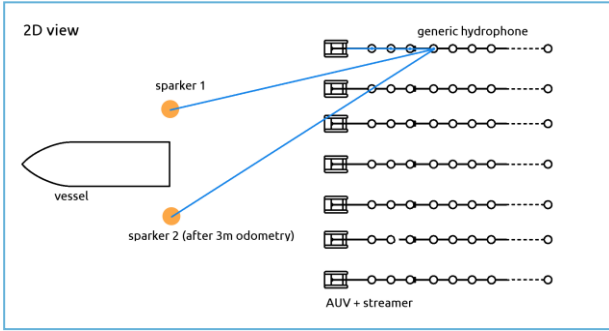 2D view
generic hydrophone
sparker 1
vessel
sparker 2 (after 3m odometry)
AUV + streamer